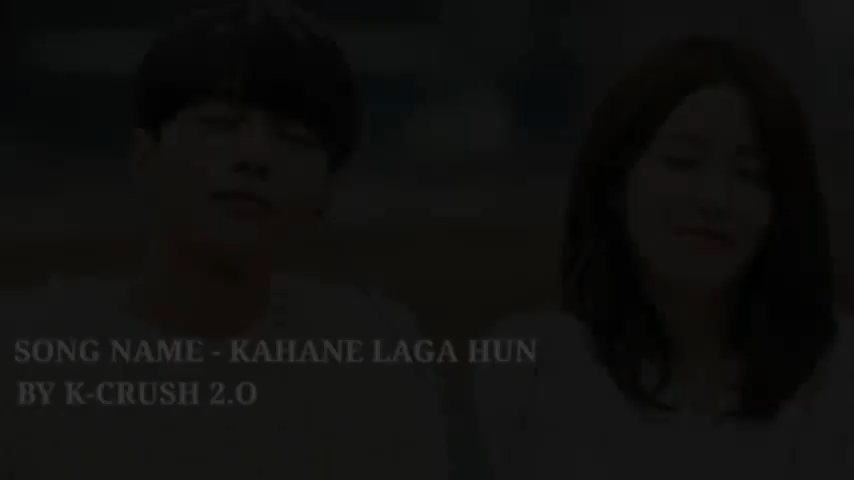 SONG NAME - KAHANE LAGA HUN
BY K-CRUSH 2.O